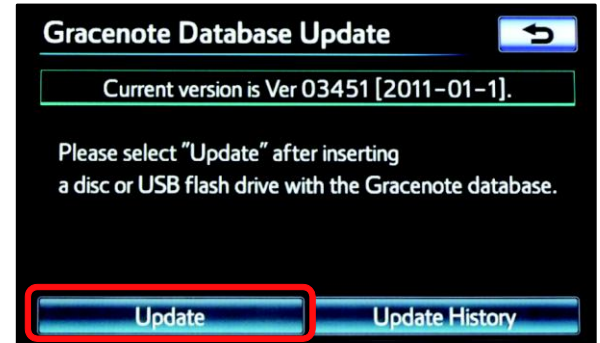 Gracenote Database Update
Current version is Ver 03451 [2011-01-1].
Please select "Update" after inserting
a disc or USB flash drive with the Gracenote database.
Update
Update History